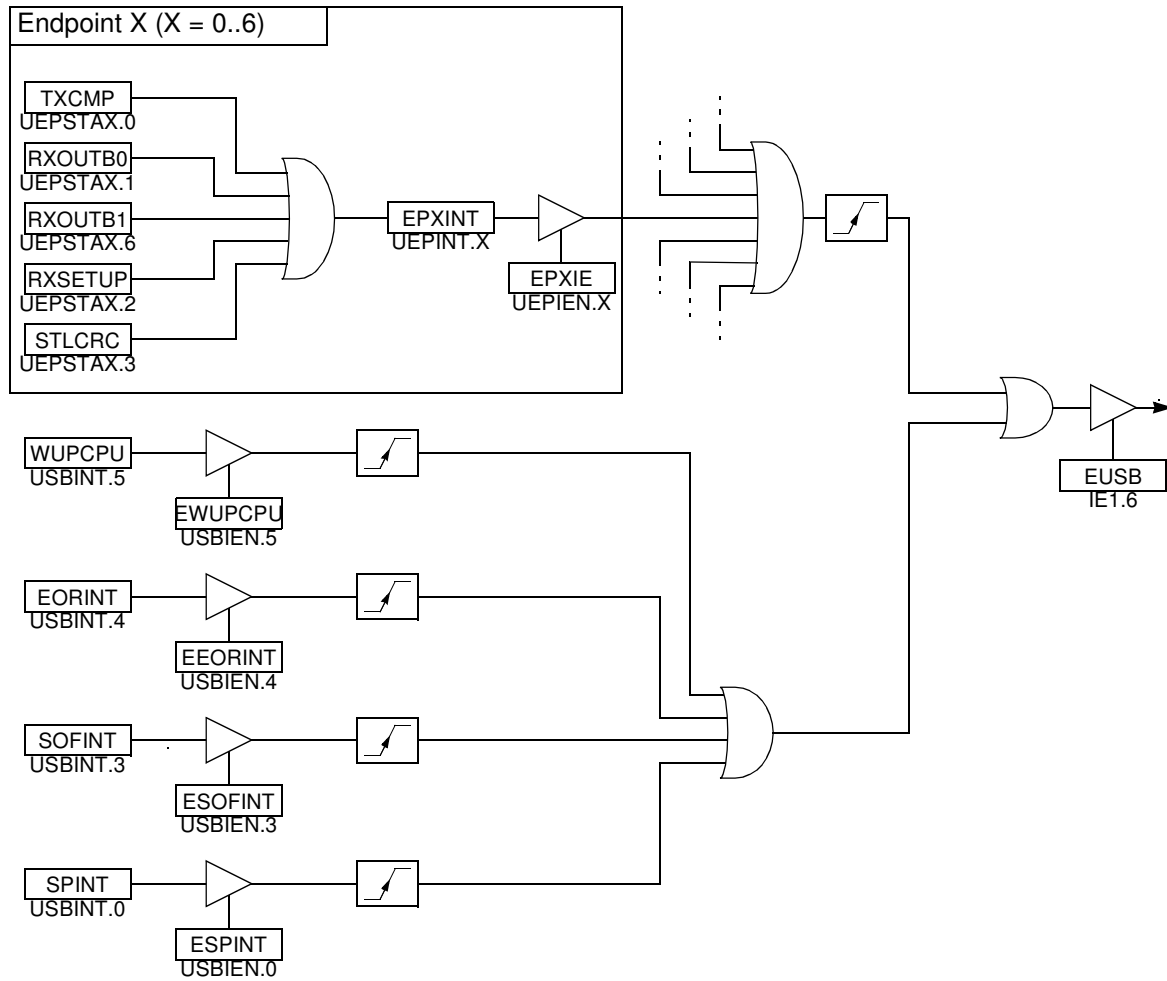 Endpoint X (X = 0..6)
TXCMP
UEPSTAX.0
RXOUTB0
UEPSTAX.1
RXOUTB1
UEPSTAX.6
RXSETUP
UEPSTAX.2
STLCRC
UEPSTAX.3
EPXINT
UEPINT.X
EPXIE
UEPIEN.X
EUSB
IE1.6
WUPCPU
USBINT.5
EWUPCPU
USBIEN.5
EORINT
USBINT.4
EEORINT
USBIEN.4
SOFINT
USBINT.3
ESOFINT
USBIEN.3
SPINT
USBINT.0
ESPINT
USBIEN.0